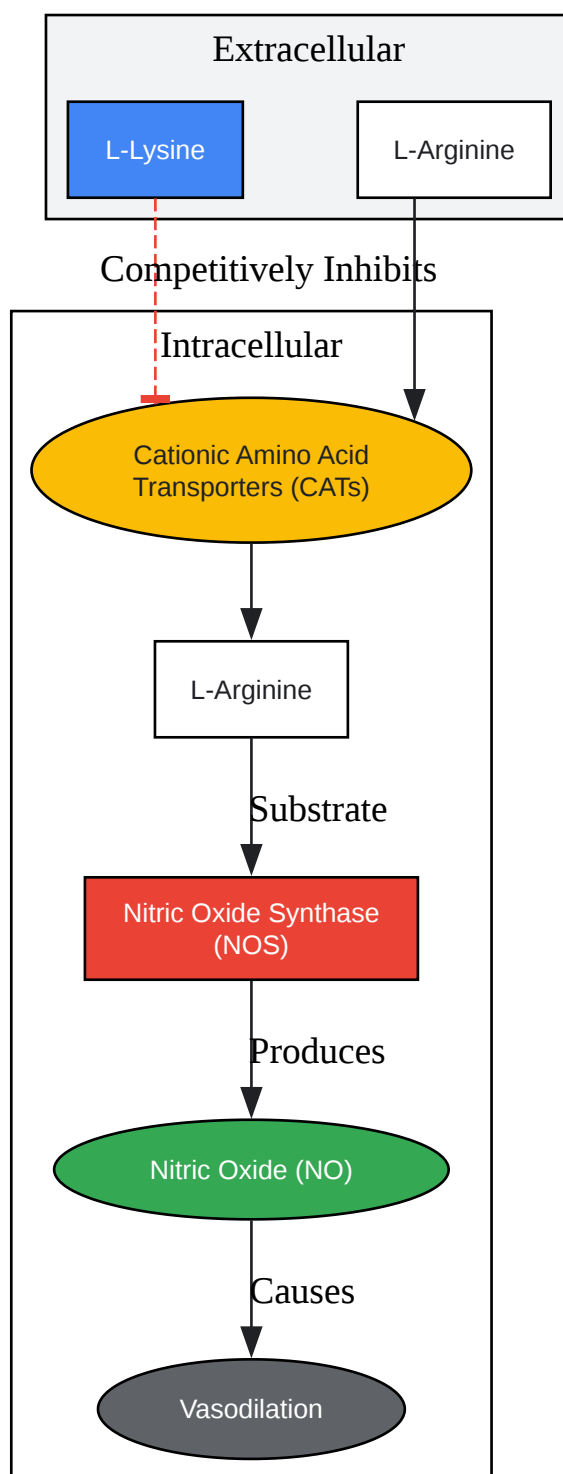 Extracellular
L-Lysine
L-Arginine
Competitively Inhibits
Intracellular
Cationic Amino Acid
Transporters (CATs)
L-Arginine
Substrate
Nitric Oxide Synthase
(NOS)
Produces
Nitric Oxide (NO)
Causes
Vasodilation